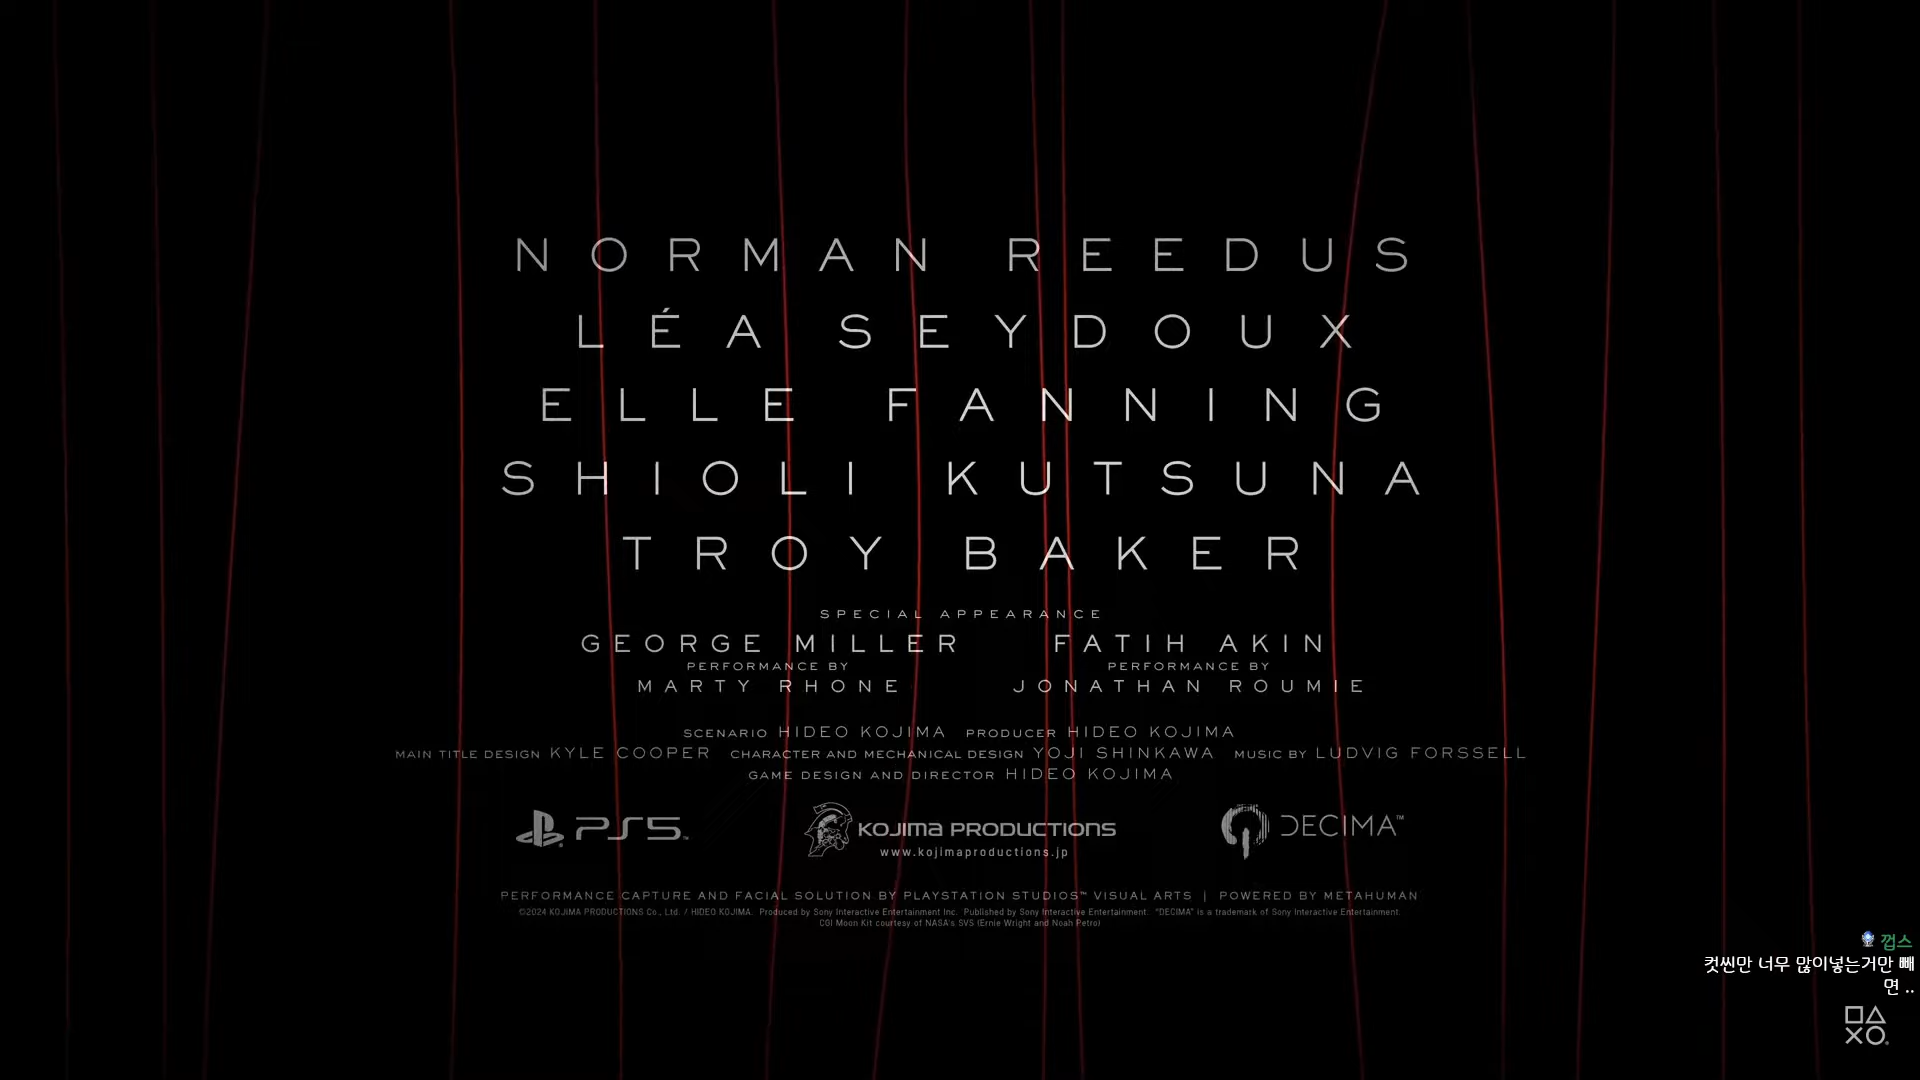 NORMAN REEDUS
LÉA SEYDOUX
ELLE FANNING
SHIOLI KUTSUNA
TROY BAKER
SPECIAL APPEARANCE
GEORGE MILLER FATIH AKIN
PERFORMANCE BY PERFORMANCE BY
MARTY RHONE JONATHAN ROUMIE
SCENARIO HIDEO KOJIMA PRODUCER HIDEO KOJIMA
MAIN TITLE DESIGN KYLE COOPER CHARACTER AND MECHANICAL DESIGN YOJI SHINKAWA MUSIC BY LUDVIG FORSSELL
GAME DESIGN AND DIRECTOR HIDEO KOJIMA
PS5™ KOJIMA PRODUCTIONS DECIMA™
www.kojimaproductions.jp
PERFORMANCE CAPTURE AND FACIAL SOLUTION BY PLAYSTATION STUDIOS™ VISUAL ARTS | POWERED BY METAHUMAN
©2024 KOJIMA PRODUCTIONS Co., Ltd. / HIDEO KOJIMA. Produced by Sony Interactive Entertainment Inc. Published by Sony Interactive Entertainment. "DECIMA" is a trademark of Sony Interactive Entertainment.
CGI Moon Kit courtesy of NASA's SVS (Ernie Wright and Noah Petro)
껍스
컷씬만 너무 많이넣는거만 빼
면 ..